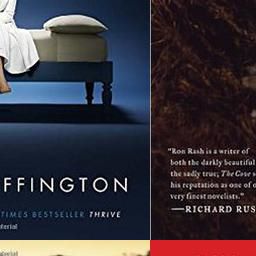 FFINGTON
TIMES BESTSELLER THRIVE
terial
"Ron Rash is a writer of
both the darkly beautiful
the sadly true; The Cove s
his reputation as one of o
very finest novelists."
—RICHARD RUS
terial